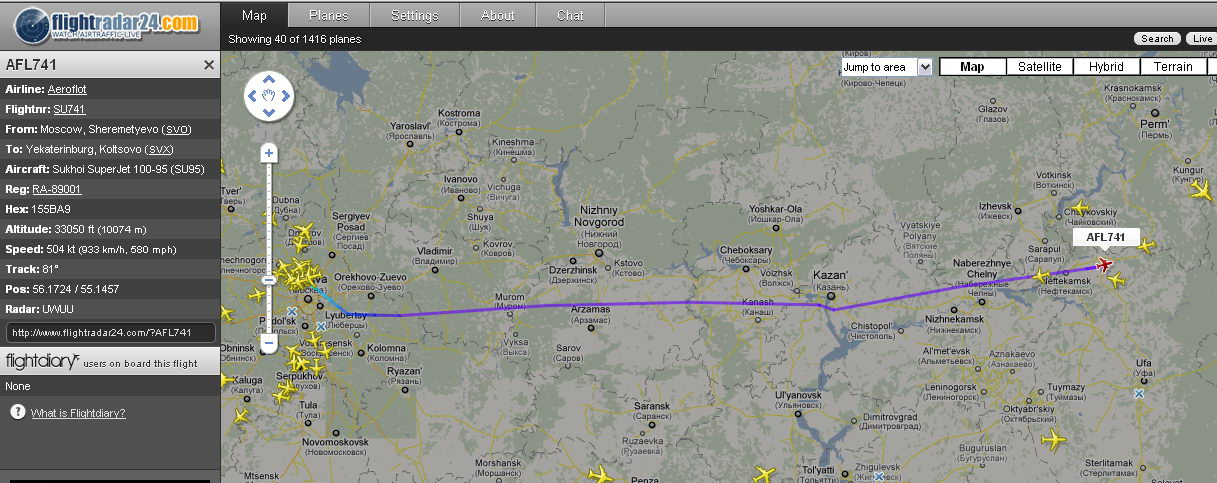 flightradar24.com
WATCH AIRTRAFFIC LIVE
Map Planes Settings About Chat
Showing 40 of 1416 planes
Search Live
Jump to area
Map Satellite Hybrid Terrain
AFL741
Airline: Aeroflot
Flightnr: SU741
From: Moscow, Sheremetyevo (SVO)
To: Yekaterinburg, Koltsovo (SVX)
Aircraft: Sukhoi SuperJet 100-95 (SU95)
Reg: RA-89001
Hex: 155BA9
Altitude: 33050 ft (10074 m)
Speed: 504 kt (933 km/h, 580 mph)
Track: 81°
Pos: 56.1724 / 55.1457
Radar: UWUU
http://www.flightradar24.com/?AFL741
flightdiary users on board this flight
None
? What is Flightdiary?
(Киров)
(Кирово-Чепецк)
Krasnokamsk
(Краснокамск)
Glazov
(Глазов)
Perm'
(Пермь)
Kostroma
(Кострома)
Yaroslavl'
(Ярославль)
Kineshma
(Кинешма)
Kungur
(Кунгур)
Votkinsk
(Воткинск)
Ivanovo
(Иваново)
Vichuga
(Вичуга)
Tver'
(Тверь)
Dubna
(Дубна)
Shuya
(Шуя)
Sergiyev
Posad
(Сергиев
Посад)
Nizhniy
Novgorod
(Нижний
Новгород)
Yoshkar-Ola
(Йошкар-Ола)
Izhevsk
(Ижевск)
Chaykovskiy
(Чайковский)
Vyatskiye
Polyany
(Вятские
Поляны)
AFL741
Sarapul
(Сарапул)
Vladimir
(Владимир)
Kovrov
(Ковров)
Kstovo
(Кстово)
Dzerzhinsk
(Дзержинск)
Cheboksary
(Чебоксары)
Volzhsk
(Волжск)
Kazan'
(Казань)
Naberezhnye
Chelny
(Набережные
Челны)
Neftekamsk
(Нефтекамск)
Orekhovo-Zuevo
(Орехово-Зуево)
Murom
(Муром)
Arzamas
(Арзамас)
Kanash
(Канаш)
Nizhnekamsk
(Нижнекамск)
Chistopol'
(Чистополь)
Podol'sk
Lyubertsy
(Люберцы)
Kolomna
(Коломна)
Vyksa
(Выкса)
Sarov
(Саров)
Al'met'evsk
(Альметьевск)
Aznakaevo
(Азнакаево)
Ufa
(Уфа)
Obninsk
(Обнинск)
Serpukhov
Kaluga
(Калуга)
Ryazan'
(Рязань)
Tula
(Тула)
Saransk
(Саранск)
Ul'yanovsk
(Ульяновск)
Leninogorsk
(Лениногорск)
Tuymazy
(Туймазы)
Oktyabr'skiy
(Октябрьский)
Dimitrovgrad
(Димитровград)
Novomoskovsk
(Новомосковск)
Ruzaevka
(Рузаевка)
Buguruslan
(Бугуруслан)
Mtsensk
(Мценск)
Morshansk
(Моршанск)
Penza
Tol'yatti
(Тольятти)
Zhigulevsk
(Жигулевск)
Sterlitamak
(Стерлитамак)